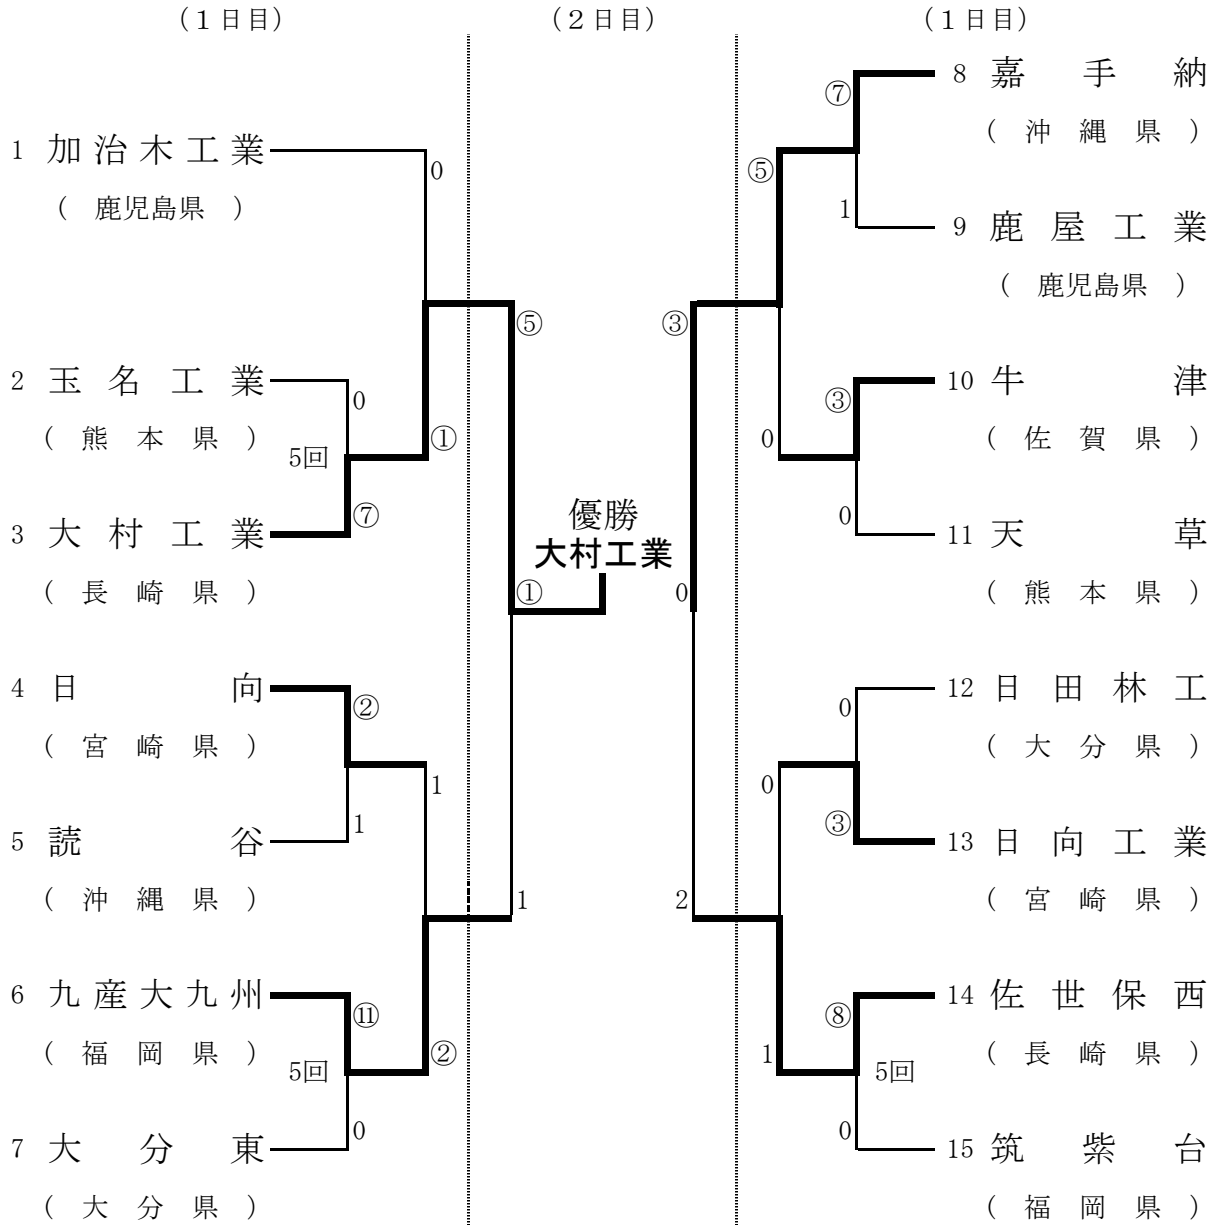 (１日目)
(２日目)
(１日目)
1 加治木工業
( 鹿児島県 )
0
2 玉名工業
( 熊本県 )
0
5回
①
3 大村工業
( 長崎県 )
⑦
4 日向
( 宮崎県 )
②
1
5 読谷
( 沖縄県 )
1
6 九産大九州
( 福岡県 )
⑪
5回
②
7 大分東
( 大分県 )
0
⑤
優勝
大村工業
①
1
③
0
2
8 嘉手納
( 沖縄県 )
⑦
⑤
9 鹿屋工業
( 鹿児島県 )
1
10 牛津
( 佐賀県 )
③
0
11 天草
( 熊本県 )
0
12 日田林工
( 大分県 )
0
0
13 日向工業
( 宮崎県 )
③
14 佐世保西
( 長崎県 )
⑧
1
5回
15 筑紫台
( 福岡県 )
0